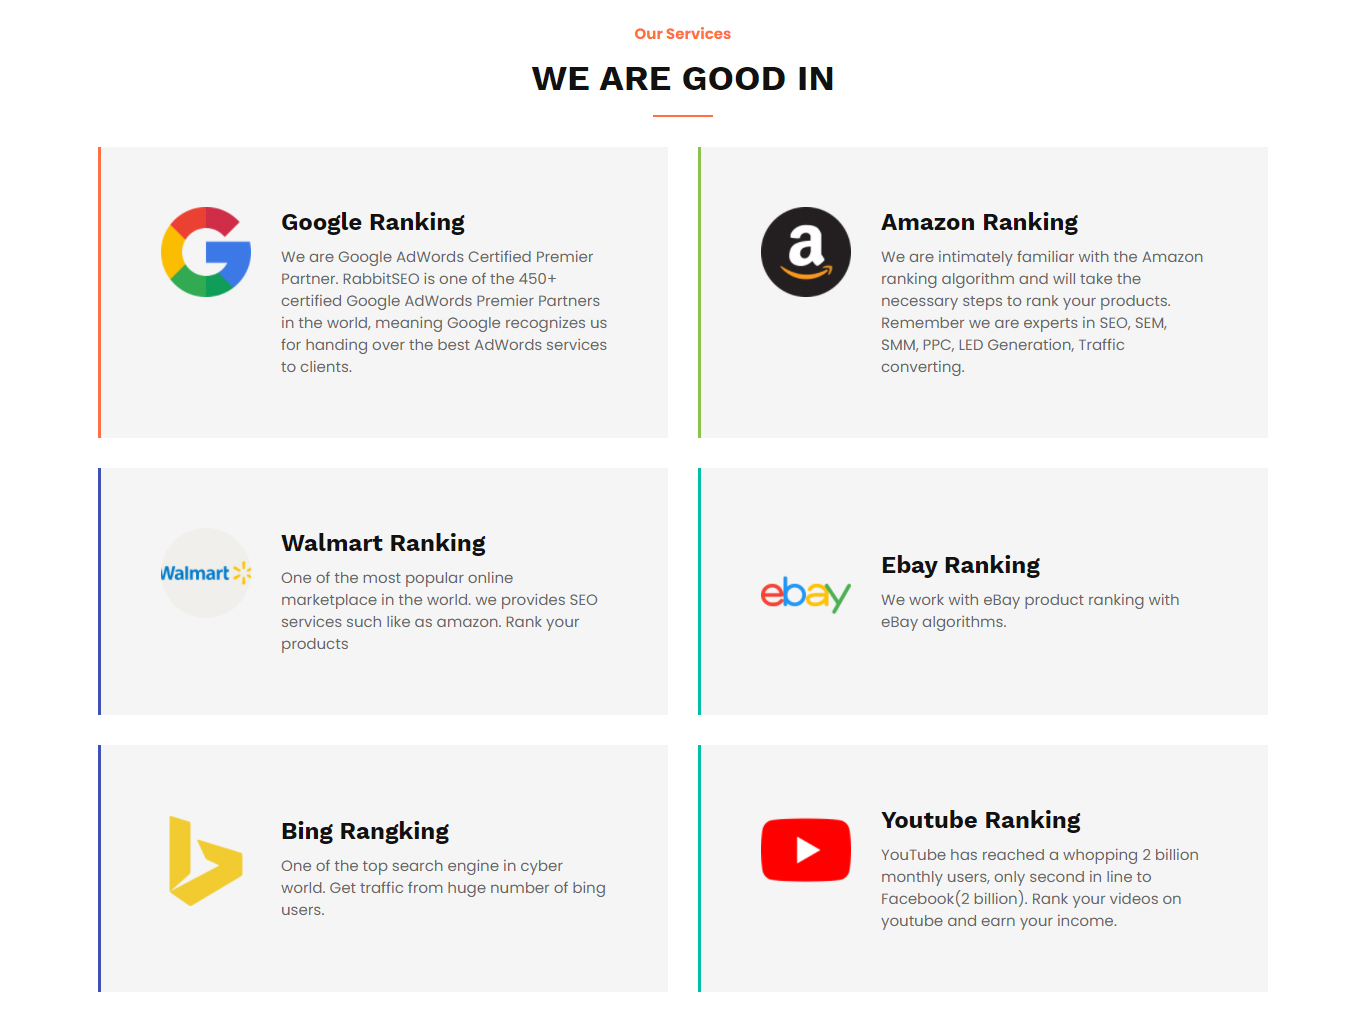 Our Services
WE ARE GOOD IN
Google Ranking
We are Google AdWords Certified Premier
Partner. RabbitSEO is one of the 450+
certified Google AdWords Premier Partners
in the world, meaning Google recognizes us
for handing over the best AdWords services
to clients.
Amazon Ranking
We are intimately familiar with the Amazon
ranking algorithm and will take the
necessary steps to rank your products.
Remember we are experts in SEO, SEM,
SMM, PPC, LED Generation, Traffic
converting.
Walmart
Walmart Ranking
One of the most popular online
marketplace in the world. we provides SEO
services such like as amazon. Rank your
products
ebay
Ebay Ranking
We work with eBay product ranking with
eBay algorithms.
Bing Rangking
One of the top search engine in cyber
world. Get traffic from huge number of bing
users.
Youtube Ranking
YouTube has reached a whopping 2 billion
monthly users, only second in line to
Facebook(2 billion). Rank your videos on
youtube and earn your income.